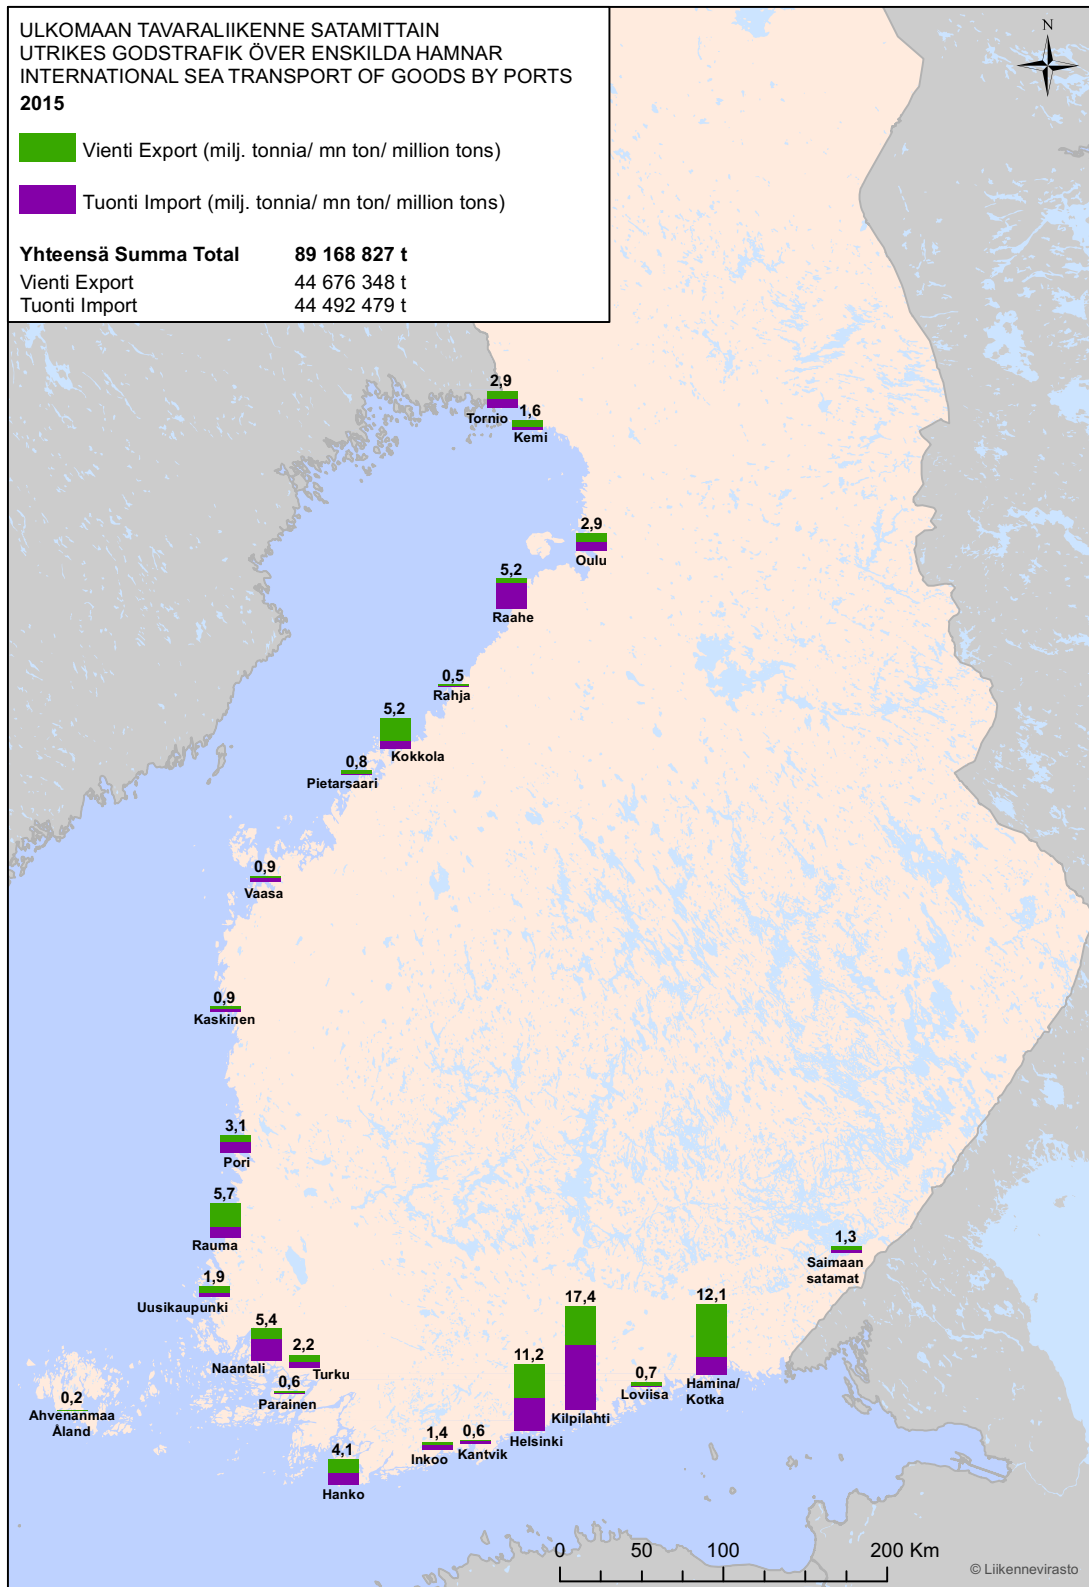 ULKOMAAN TAVARALIIKENNE SATAMITTAIN
UTRIKES GODSTRAFIK ÖVER ENSKILDA HAMNAR
INTERNATIONAL SEA TRANSPORT OF GOODS BY PORTS
2015
Vienti Export (milj. tonnia/ mn ton/ million tons)
Tuonti Import (milj. tonnia/ mn ton/ million tons)
Yhteensä Summa Total 89 168 827 t
Vienti Export 44 676 348 t
Tuonti Import 44 492 479 t
N
2,9
Tornio
1,6
Kemi
2,9
Oulu
5,2
Raahe
0,5
Rahja
5,2
Kokkola
0,8
Pietarsaari
0,9
Vaasa
0,9
Kaskinen
3,1
Pori
5,7
Rauma
1,3
Saimaan
satamat
1,9
Uusikaupunki
5,4
Naantali
2,2
Turku
0,6
Parainen
0,2
Ahvenanmaa
Åland
4,1
Hanko
1,4
Inkoo
0,6
Kantvik
11,2
Helsinki
17,4
Kilpilahti
0,7
Loviisa
12,1
Hamina/
Kotka
0 50 100 200 Km
© Liikennevirasto